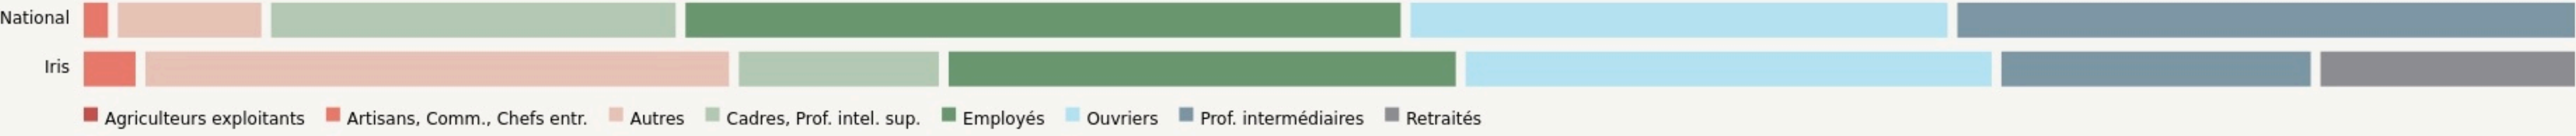 National
Iris
Agriculteurs exploitants Artisans, Comm., Chefs entr. Autres Cadres, Prof. intel. sup. Employés Ouvriers Prof. intermédiaires Retraités